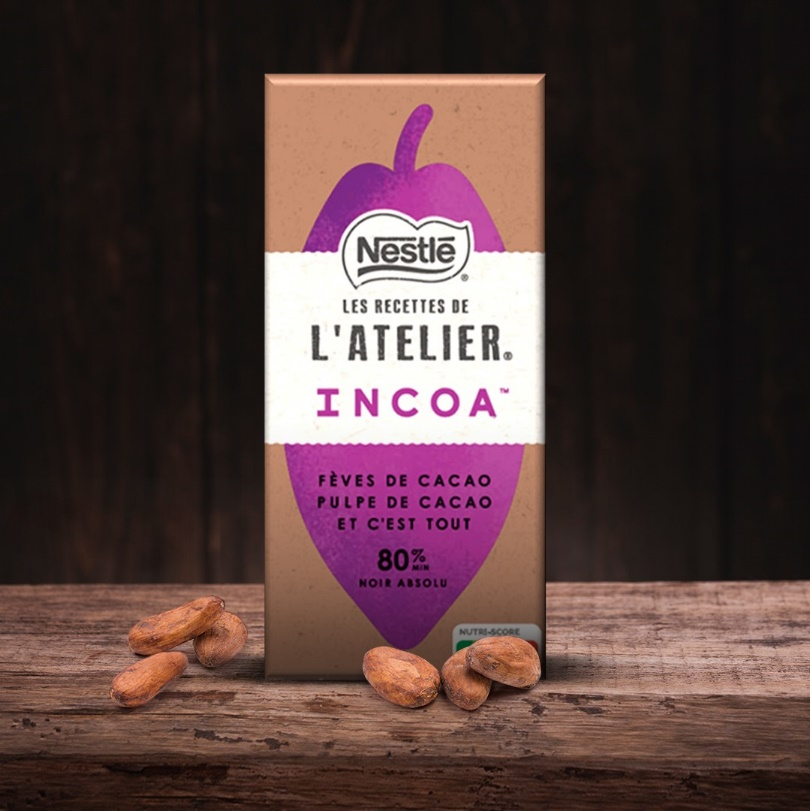 Nestlé®
LES RECETTES DE
L'ATELIER®
INCOA™
FÈVES DE CACAO
PULPE DE CACAO
ET C'EST TOUT
80% MIN
NOIR ABSOLU
NUTRI-SCORE